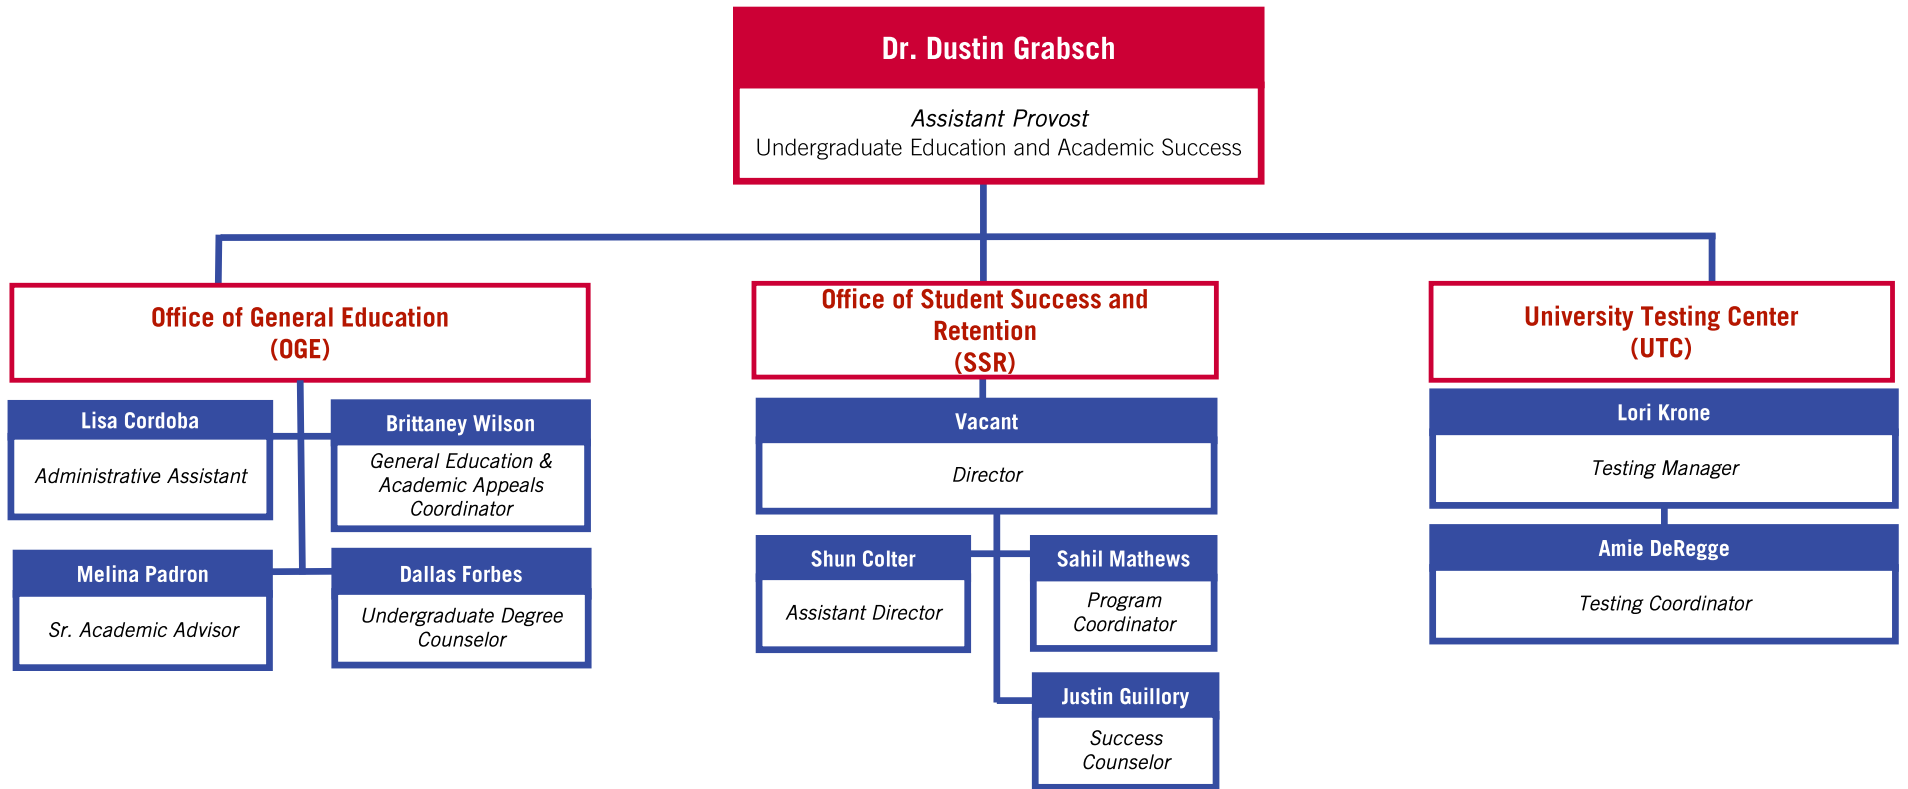 Dr. Dustin Grabsch
Assistant Provost
Undergraduate Education and Academic Success
Office of General Education
(OGE)
Lisa Cordoba
Administrative Assistant
Brittaney Wilson
General Education &
Academic Appeals
Coordinator
Melina Padron
Sr. Academic Advisor
Dallas Forbes
Undergraduate Degree
Counselor
Office of Student Success and
Retention
(SSR)
Vacant
Director
Shun Colter
Assistant Director
Sahil Mathews
Program
Coordinator
Justin Guillory
Success
Counselor
University Testing Center
(UTC)
Lori Krone
Testing Manager
Amie DeRegge
Testing Coordinator